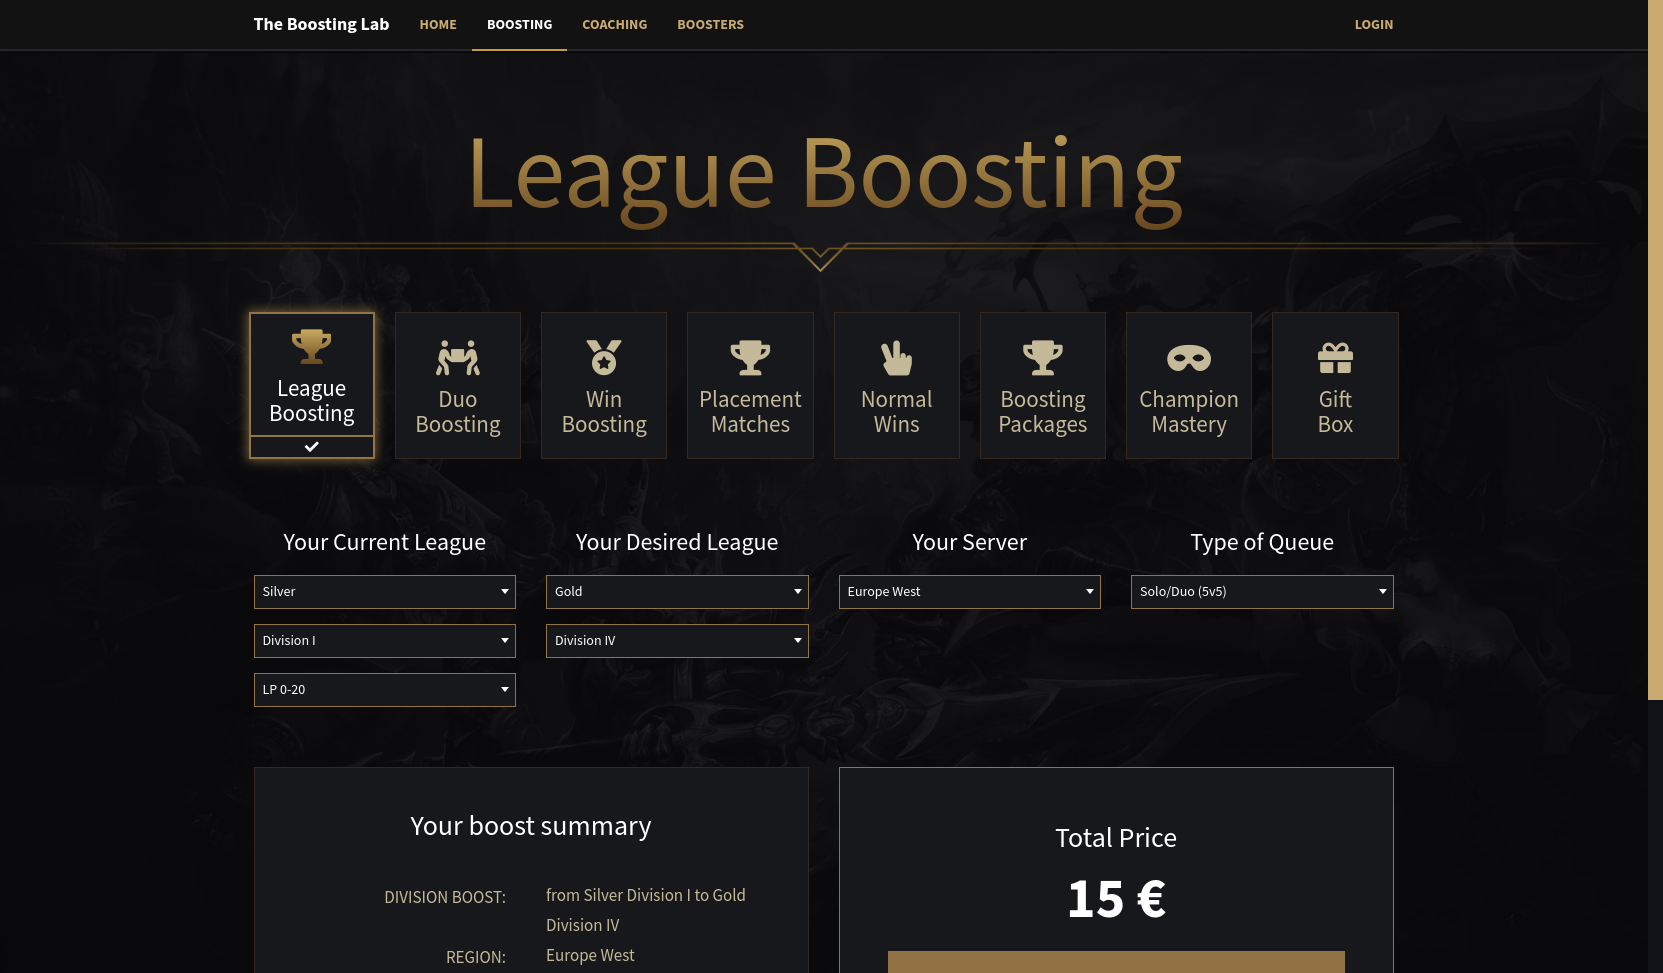 The Boosting Lab HOME BOOSTING COACHING BOOSTERS LOGIN
League Boosting
League
Boosting
Duo
Boosting
Win
Boosting
Placement
Matches
Normal
Wins
Boosting
Packages
Champion
Mastery
Gift
Box
Your Current League
Silver
Division I
LP 0-20
Your Desired League
Gold
Division IV
Your Server
Europe West
Type of Queue
Solo/Duo (5v5)
Your boost summary
DIVISION BOOST: from Silver Division I to Gold
Division IV
REGION: Europe West
Total Price
15 €